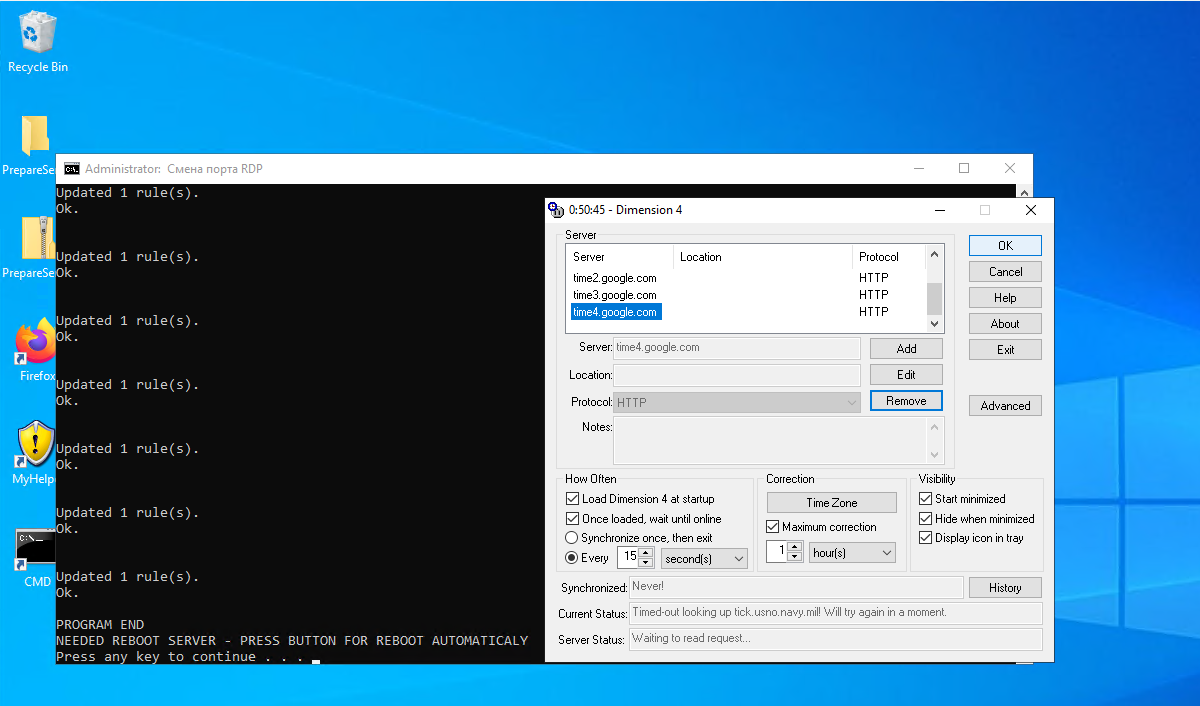 Recycle Bin
PrepareSe
PrepareSe
Firefox
MyHelp
CMD
Administrator: Смена порта RDP
Updated 1 rule(s).
Ok.
Updated 1 rule(s).
Ok.
Updated 1 rule(s).
Ok.
Updated 1 rule(s).
Ok.
Updated 1 rule(s).
Ok.
Updated 1 rule(s).
Ok.
Updated 1 rule(s).
Ok.
PROGRAM END
NEEDED REBOOT SERVER - PRESS BUTTON FOR REBOOT AUTOMATICALY
Press any key to continue . . .
0:50:45 - Dimension 4
Server
Server Location Protocol
time2.google.com HTTP
time3.google.com HTTP
time4.google.com HTTP
Server: time4.google.com
Location:
Protocol: HTTP
Notes:
Add
Edit
Remove
OK
Cancel
Help
About
Exit
Advanced
How Often
Load Dimension 4 at startup
Once loaded, wait until online
Synchronize once, then exit
Every 15 second(s)
Correction
Time Zone
Maximum correction
1 hour(s)
Visibility
Start minimized
Hide when minimized
Display icon in tray
Synchronized: Never!
History
Current Status: Timed-out looking up tick.usno.navy.mil! Will try again in a moment.
Server Status: Waiting to read request...